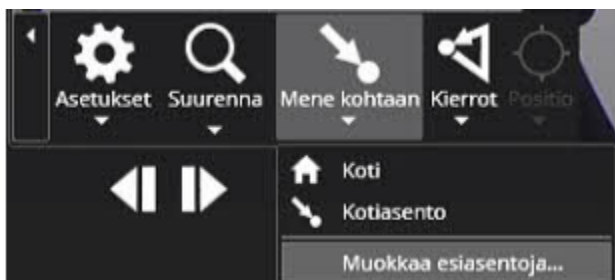 Asetukset Suurenna Mene kohtaan Kierrot Positio
Koti
Kotiasento
Muokkaa esiasentoja...